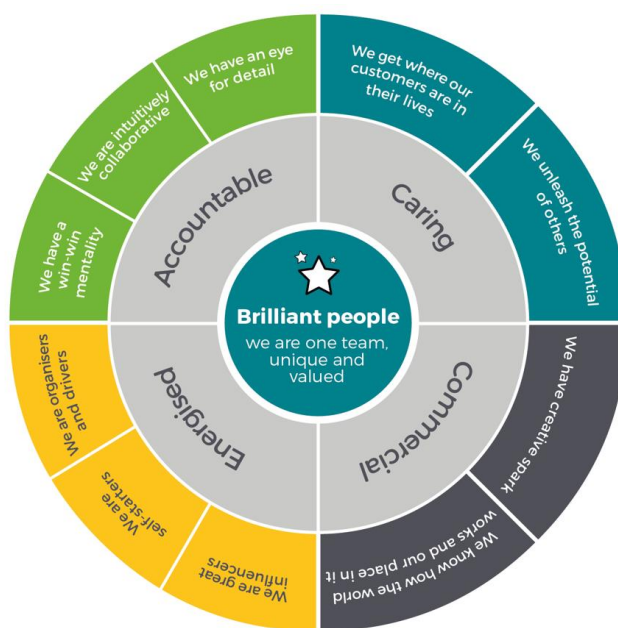 We have an eye
for detail
We get where our
customers are in
their lives
We are intuitively
collaborative
We unleash the potential
of others
We have a
win-win
mentality
Accountable
Caring
Brilliant people
we are one team,
unique and
valued
Energised
Commercial
We are organisers
and drivers
We have creative spark
We are
self-starters
We are great
influencers
We know how the world
works and our place in it